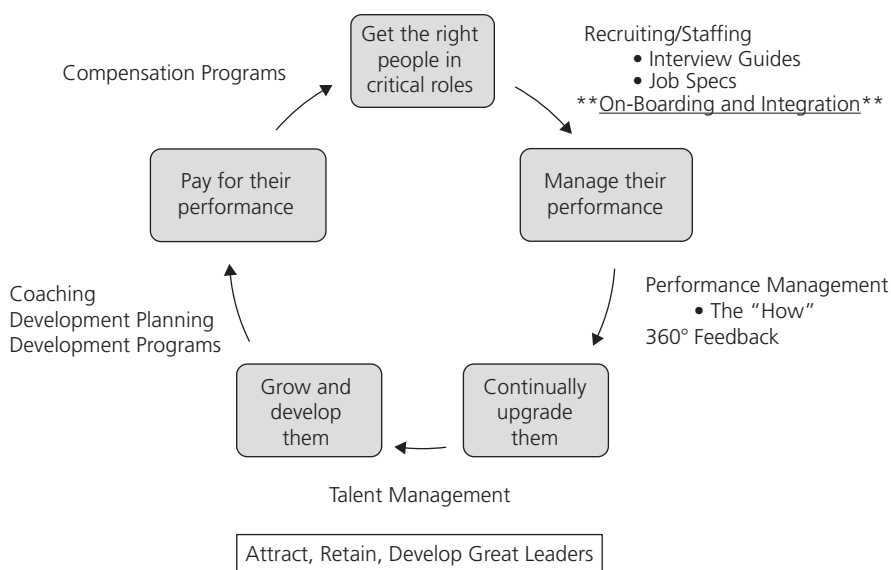 Get the right
people in
critical roles
Recruiting/Staffing
• Interview Guides
• Job Specs
**On-Boarding and Integration**
Compensation Programs
Pay for their
performance
Manage their
performance
Performance Management
• The “How”
360° Feedback
Coaching
Development Planning
Development Programs
Grow and
develop
them
Continually
upgrade
them
Talent Management
Attract, Retain, Develop Great Leaders